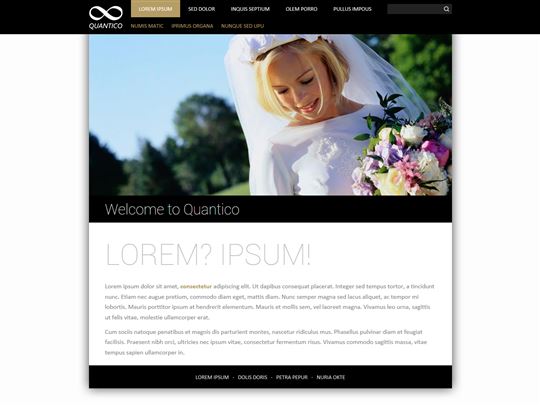 LOREM IPSUM SED DOLOR INQUIS SEPTIUM OLEM PORRO PULLUS IMPOUS
QUANTICO
NUMIS MATIC IPRIMUS ORGANA NUNQUE SED UPU
Welcome to Quantico
LOREM? IPSUM!
Lorem ipsum dolor sit amet, consectetur adipiscing elit. Ut dapibus consequat placerat. Integer sed tempus tortor, a tincidunt
nunc. Etiam nec augue pretium, commodo diam eget, mattis diam. Nunc semper magna sed lacus aliquet, ac tempor mi
lobortis. Mauris porttitor ipsum at hendrerit elementum. Mauris et mollis sem, vel laoreet magna. Vivamus leo urna, sagittis
ut felis vitae, molestie ullamcorper erat.
Cum sociis natoque penatibus et magnis dis parturient montes, nascetur ridiculus mus. Phasellus pulvinar diam et feugiat
facilisis. Praesent nibh orci, ultricies nec ipsum vitae, consectetur fermentum risus. Vivamus commodo sagittis massa, vitae
tempus sapien ullamcorper in.
LOREM IPSUM - DOLIS DORIS - PETRA PEPUR - NURIA OKTE